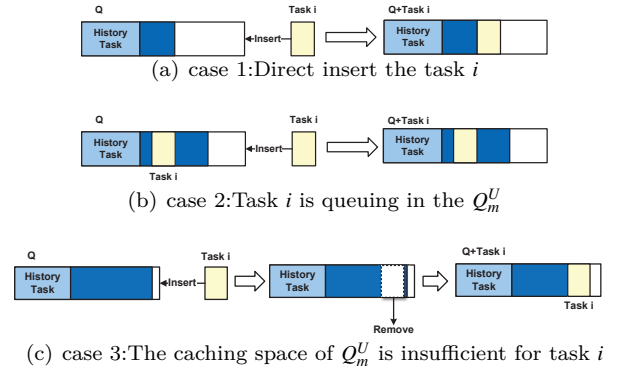 Q
Task i
Q+Task i
History Task
Insert
History Task
(a) case 1:Direct insert the task i
Q
Task i
Q+Task i
History Task
Insert
History Task
Task i
(b) case 2:Task i is queuing in the Q_m^U
Q
Task i
Q+Task i
History Task
Insert
History Task
History Task
Task i
Remove
(c) case 3:The caching space of Q_m^U is insufficient for task i